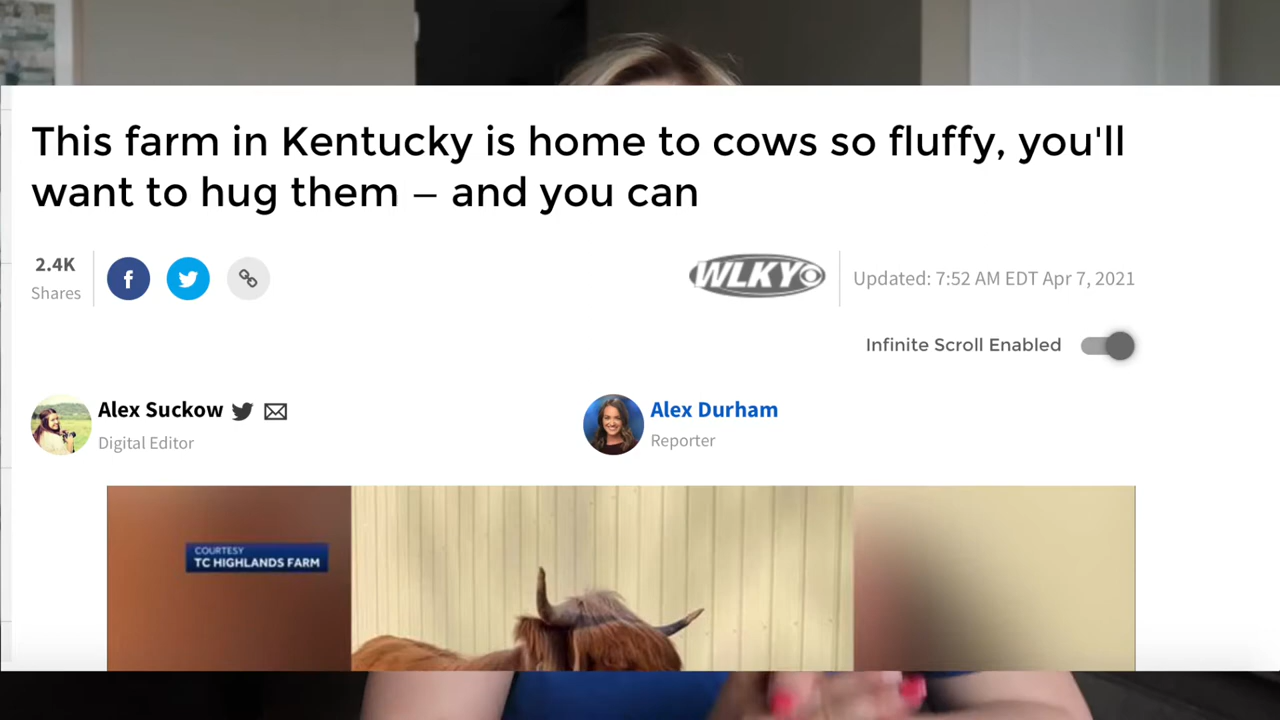 This farm in Kentucky is home to cows so fluffy, you'll
want to hug them – and you can
2.4K
Shares
f
WLKY
Updated: 7:52 AM EDT Apr 7, 2021
Infinite Scroll Enabled
Alex Suckow
Digital Editor
Alex Durham
Reporter
COURTESY
TC HIGHLANDS FARM